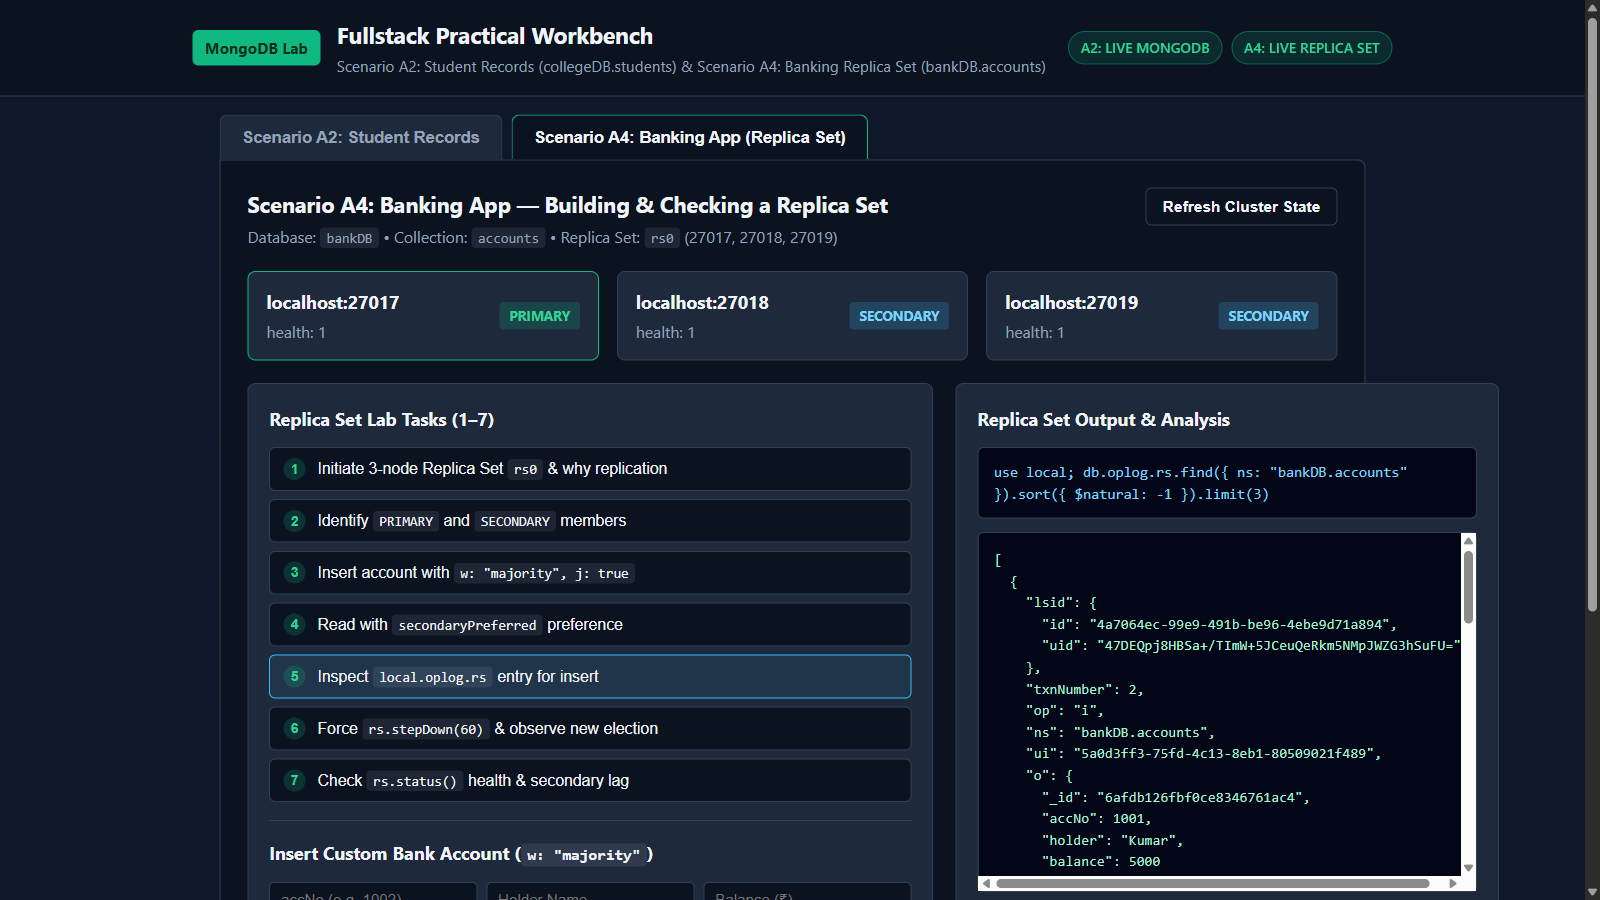 MongoDB Lab
Fullstack Practical Workbench
Scenario A2: Student Records (collegeDB.students) & Scenario A4: Banking Replica Set (bankDB.accounts)
A2: LIVE MONGODB
A4: LIVE REPLICA SET
Scenario A2: Student Records
Scenario A4: Banking App (Replica Set)
Scenario A4: Banking App — Building & Checking a Replica Set
Database: bankDB • Collection: accounts • Replica Set: rs0 (27017, 27018, 27019)
Refresh Cluster State
localhost:27017
health: 1
PRIMARY
localhost:27018
health: 1
SECONDARY
localhost:27019
health: 1
SECONDARY
Replica Set Lab Tasks (1–7)
1 Initiate 3-node Replica Set rs0 & why replication
2 Identify PRIMARY and SECONDARY members
3 Insert account with w: "majority", j: true
4 Read with secondaryPreferred preference
5 Inspect local.oplog.rs entry for insert
6 Force rs.stepDown(60) & observe new election
7 Check rs.status() health & secondary lag
Insert Custom Bank Account ( w: "majority" )
accNo (e.g. 1002)
Holder Name
Balance (₹)
Replica Set Output & Analysis
use local; db.oplog.rs.find({ ns: "bankDB.accounts"
}).sort({ $natural: -1 }).limit(3)
[
{
"lsid": {
"id": "4a7064ec-99e9-491b-be96-4ebe9d71a894",
"uid": "47DEQpj8HBSa+/TImW+5JCeuQeRkm5NMpJWZG3hSuFU="
},
"txnNumber": 2,
"op": "i",
"ns": "bankDB.accounts",
"ui": "5a0d3ff3-75fd-4c13-8eb1-80509021f489",
"o": {
"_id": "6afdb126fbf0ce8346761ac4",
"accNo": 1001,
"holder": "Kumar",
"balance": 5000